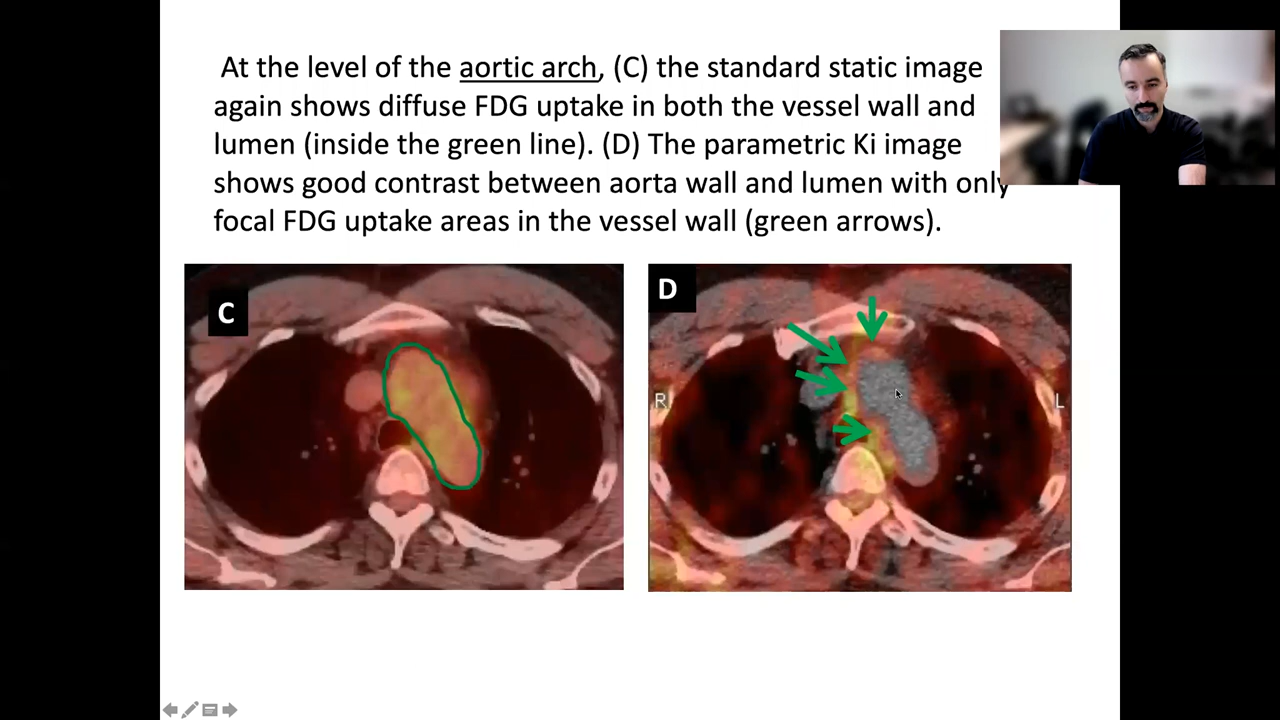 At the level of the aortic arch, (C) the standard static image
again shows diffuse FDG uptake in both the vessel wall and
lumen (inside the green line). (D) The parametric Ki image
shows good contrast between aorta wall and lumen with only
focal FDG uptake areas in the vessel wall (green arrows).
C
D
R
L